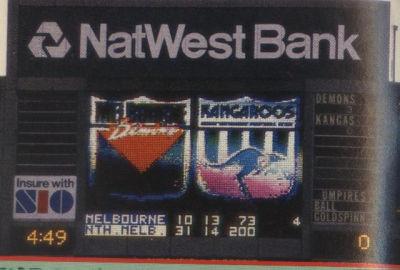 NatWest Bank
DEMONS
KANGAS
KANGAROOS
Demons
Insure with
SIO
UMPIRES
BALL
GOLDSPINK
MELBOURNE 10 13 73 4
NTH.MELB. 31 14 200
4:49
0